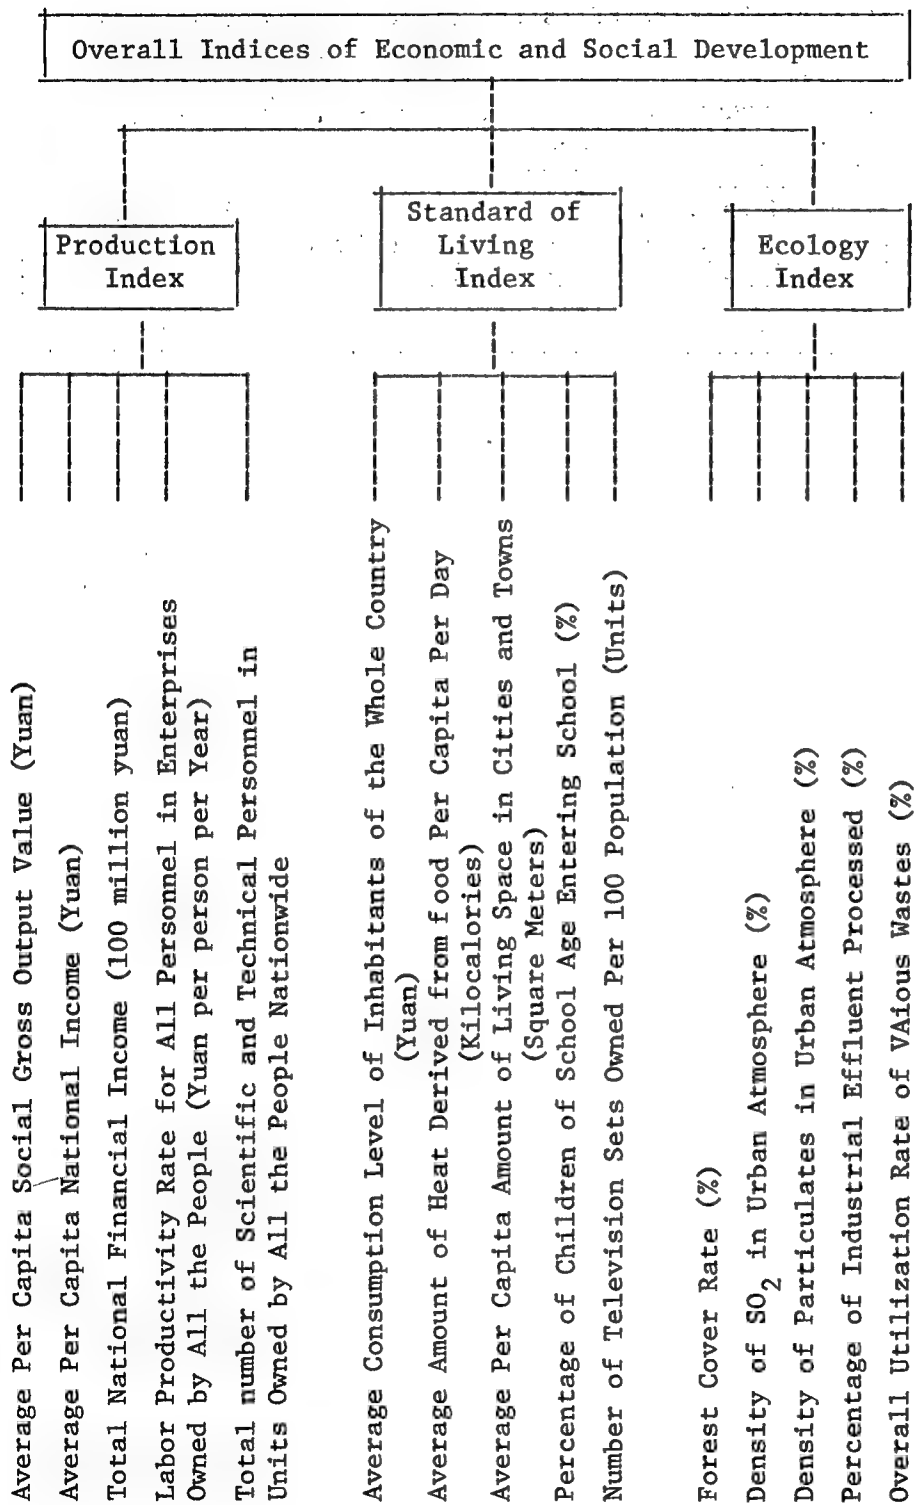 Overall Indices of Economic and Social Development
Production
Index
Standard of
Living
Index
Ecology
Index
Average Per Capita Social Gross Output Value (Yuan)
Average Per Capita National Income (Yuan)
Total National Financial Income (100 million yuan)
Labor Productivity Rate for All Personnel in Enterprises
Owned by All the People (Yuan per person per Year)
Total number of Scientific and Technical Personnel in
Units Owned by All the People Nationwide
Average Consumption Level of Inhabitants of the Whole Country
(Yuan)
Average Amount of Heat Derived from food Per Capita Per Day
(Kilocalories)
Average Per Capita Amount of Living Space in Cities and Towns
(Square Meters)
Percentage of Children of School Age Entering School (%)
Number of Television Sets Owned Per 100 Population (Units)
Forest Cover Rate (%)
Density of SO2 in Urban Atmosphere (%)
Density of Particulates in Urban Atmosphere (%)
Percentage of Industrial Effluent Processed (%)
Overall Utilization Rate of VAious Wastes (%)